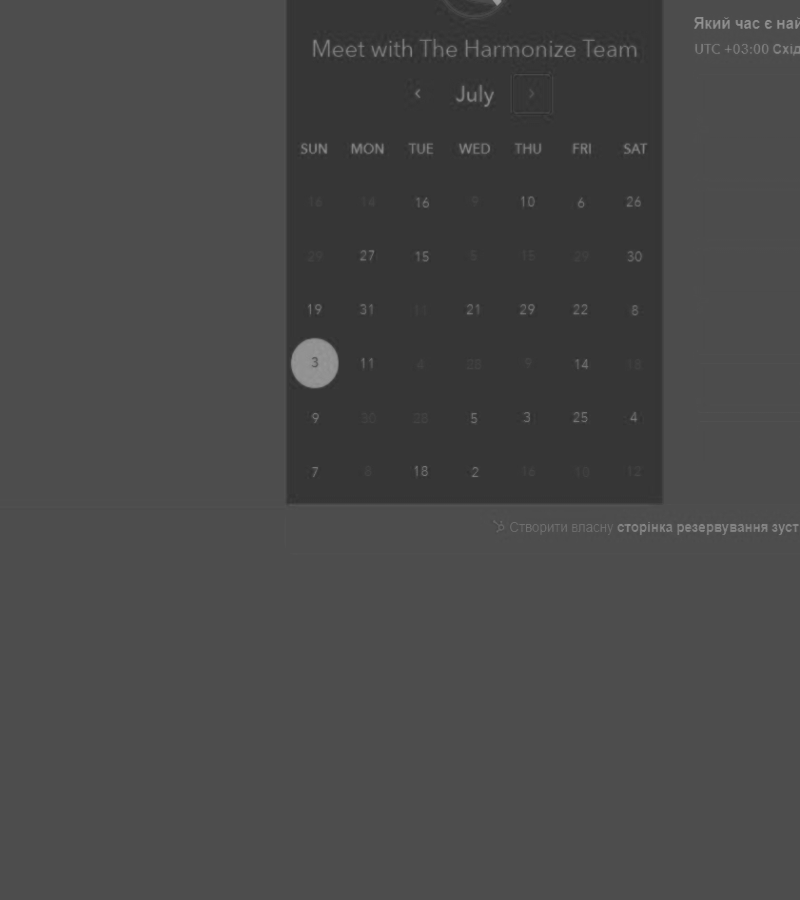 Який час є най
Meet with The Harmonize Team
UTC +03:00 Схід
‹ July ›
SUN MON TUE WED THU FRI SAT
16 14 16 9 10 6 26
29 27 15 5 15 29 30
19 31 11 21 29 22 8
3 11 4 28 9 14 18
9 30 28 5 3 25 4
7 8 18 2 16 10 12
Створити власну сторінка резервування зуст